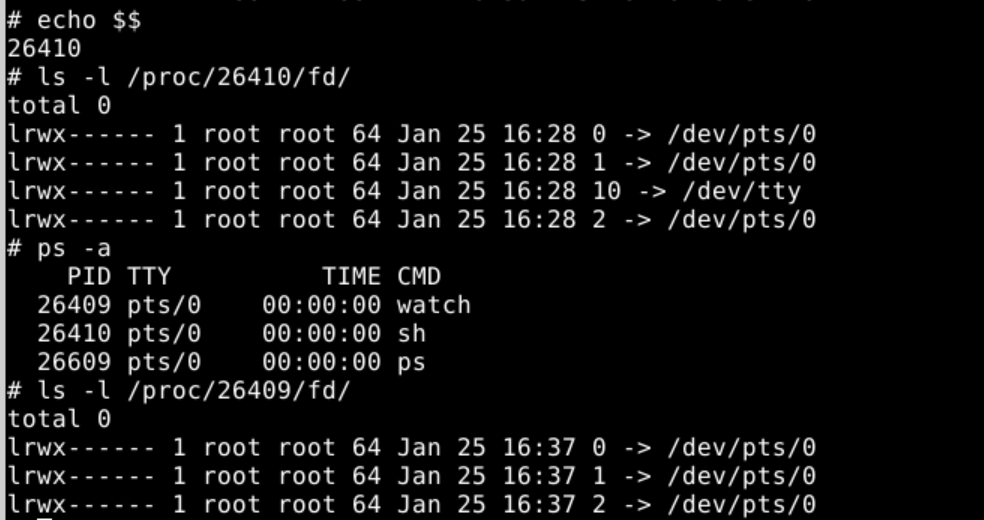 # echo $$
26410
# ls -l /proc/26410/fd/
total 0
lrwx------ 1 root root 64 Jan 25 16:28 0 -> /dev/pts/0
lrwx------ 1 root root 64 Jan 25 16:28 1 -> /dev/pts/0
lrwx------ 1 root root 64 Jan 25 16:28 10 -> /dev/tty
lrwx------ 1 root root 64 Jan 25 16:28 2 -> /dev/pts/0
# ps -a
    PID TTY          TIME CMD
  26409 pts/0    00:00:00 watch
  26410 pts/0    00:00:00 sh
  26609 pts/0    00:00:00 ps
# ls -l /proc/26409/fd/
total 0
lrwx------ 1 root root 64 Jan 25 16:37 0 -> /dev/pts/0
lrwx------ 1 root root 64 Jan 25 16:37 1 -> /dev/pts/0
lrwx------ 1 root root 64 Jan 25 16:37 2 -> /dev/pts/0